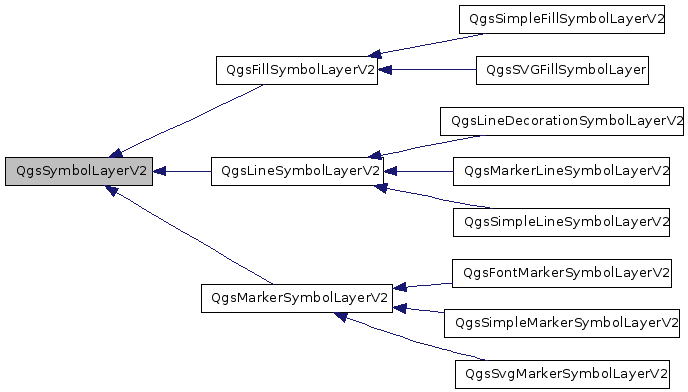 QgsSimpleFillSymbolLayerV2
QgsFillSymbolLayerV2
QgsSVGFillSymbolLayer
QgsLineDecorationSymbolLayerV2
QgsSymbolLayerV2
QgsLineSymbolLayerV2
QgsMarkerLineSymbolLayerV2
QgsSimpleLineSymbolLayerV2
QgsFontMarkerSymbolLayerV2
QgsMarkerSymbolLayerV2
QgsSimpleMarkerSymbolLayerV2
QgsSvgMarkerSymbolLayerV2